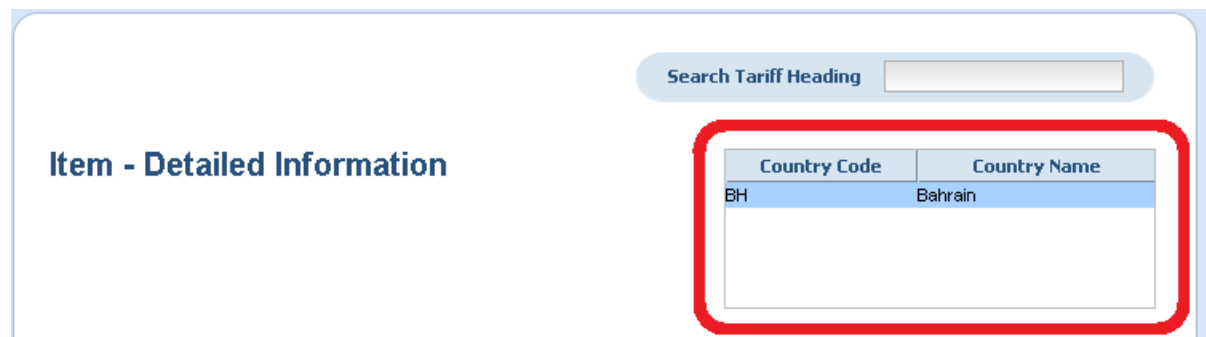 Search Tariff Heading
Item - Detailed Information
Country Code Country Name
BH Bahrain